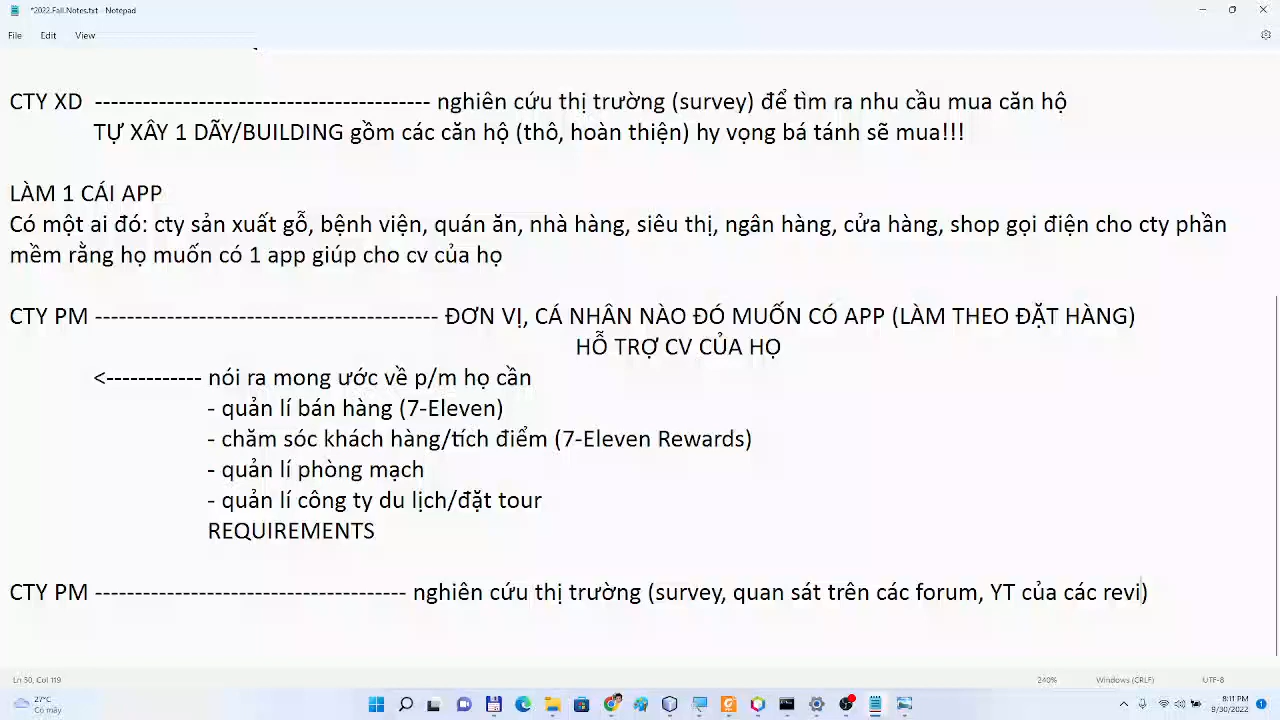 *2022.Fall.Notes.txt - Notepad
File Edit View
CTY XD ------------------------------------------ nghiên cứu thị trường (survey) để tìm ra nhu cầu mua căn hộ
TỰ XÂY 1 DÃY/BUILDING gồm các căn hộ (thô, hoàn thiện) hy vọng bá tánh sẽ mua!!!
LÀM 1 CÁI APP
Có một ai đó: cty sản xuất gỗ, bệnh viện, quán ăn, nhà hàng, siêu thị, ngân hàng, cửa hàng, shop gọi điện cho cty phần
mềm rằng họ muốn có 1 app giúp cho cv của họ
CTY PM ------------------------------------------- ĐƠN VỊ, CÁ NHÂN NÀO ĐÓ MUỐN CÓ APP (LÀM THEO ĐẶT HÀNG)
HỖ TRỢ CV CỦA HỌ
<------------ nói ra mong ước về p/m họ cần
- quản lí bán hàng (7-Eleven)
- chăm sóc khách hàng/tích điểm (7-Eleven Rewards)
- quản lí phòng mạch
- quản lí công ty du lịch/đặt tour
REQUIREMENTS
CTY PM --------------------------------------- nghiên cứu thị trường (survey, quan sát trên các forum, YT của các revi)
Ln 30, Col 119 240% Windows (CRLF) UTF-8
27°C
Có mây
8:11 PM
9/30/2022